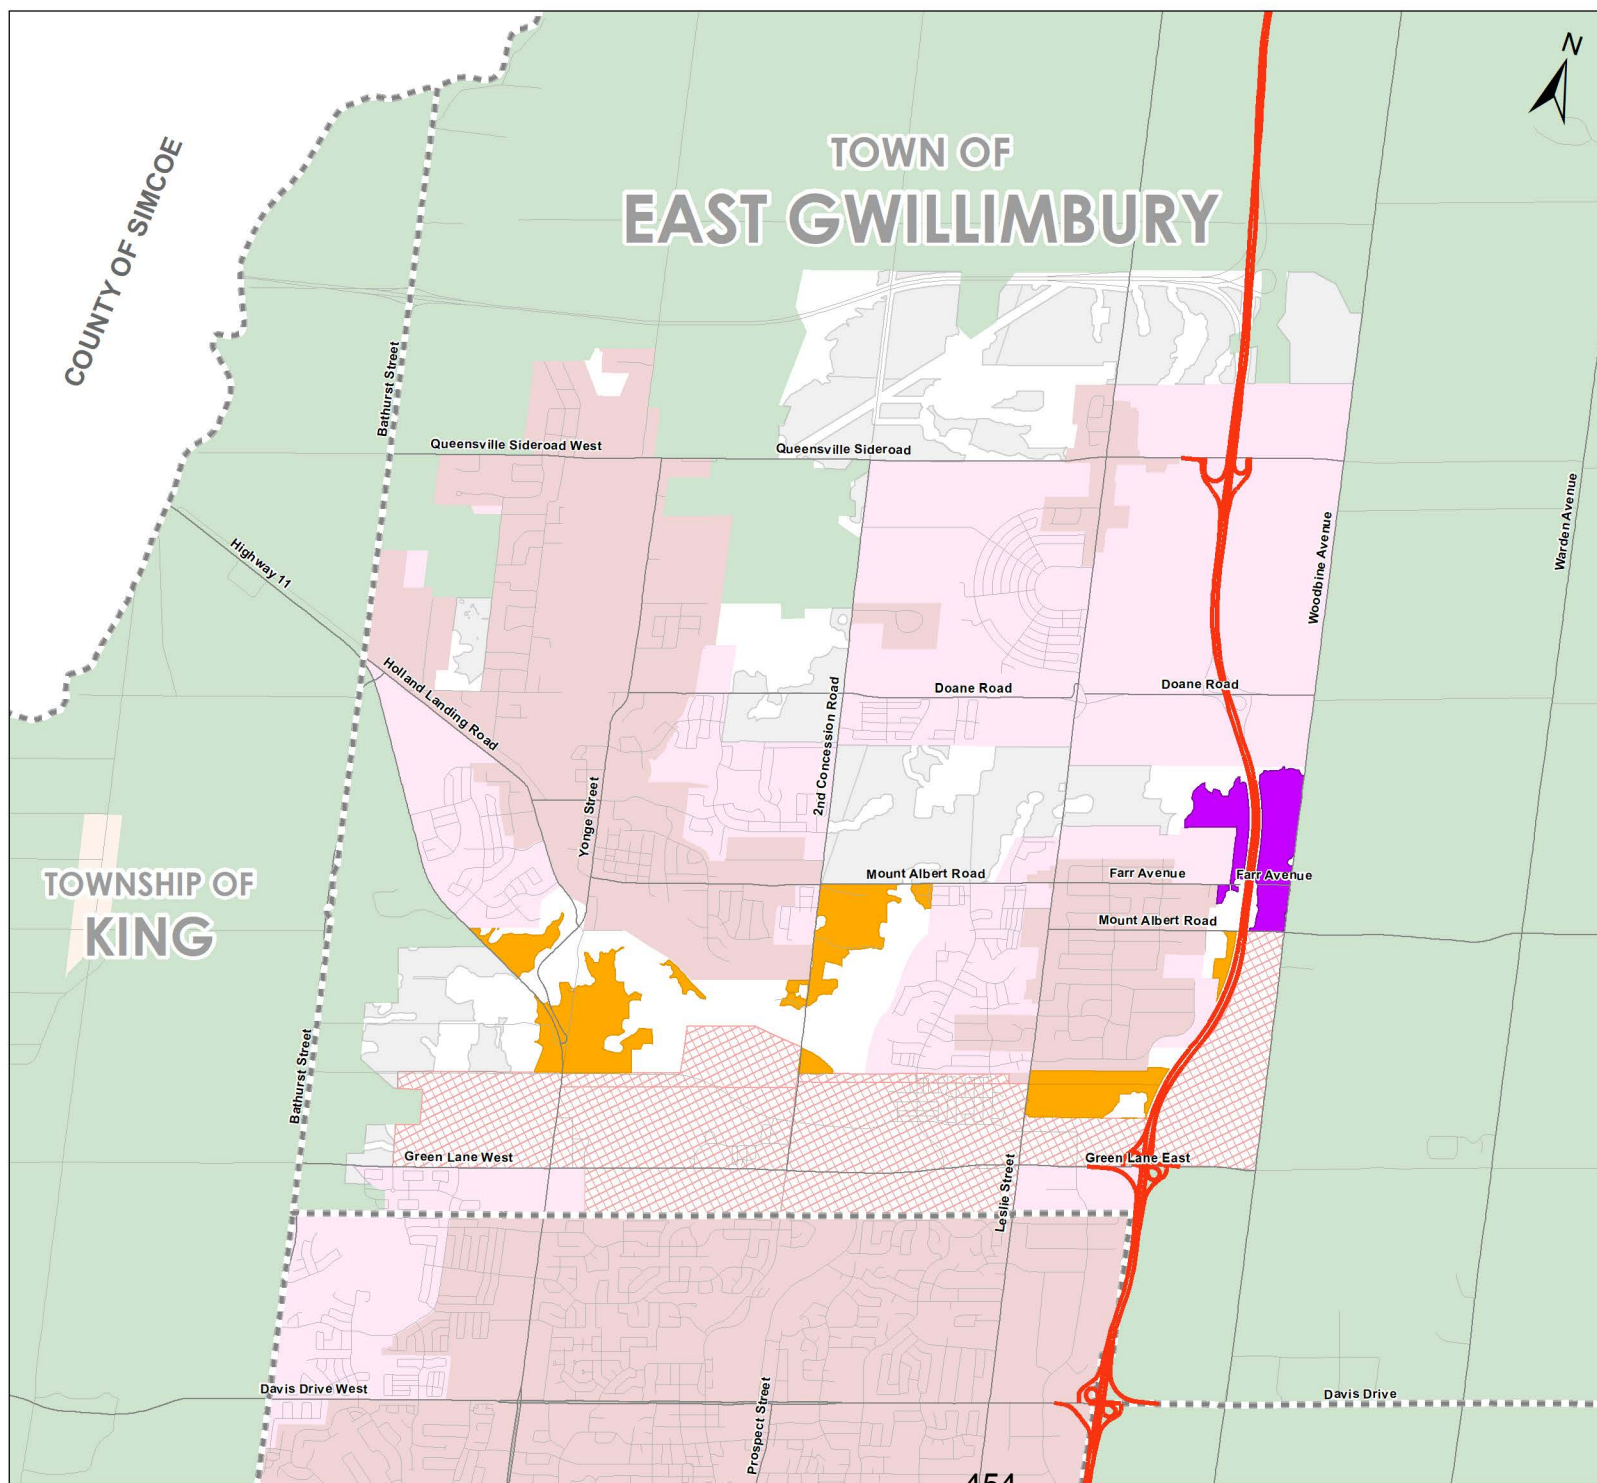 N
TOWN OF
EAST GWILLIMBURY
COUNTY OF SIMCOE
Bathurst Street
Queensville Sideroad West
Queensville Sideroad
Highway 11
Warden Avenue
Woodbine Avenue
Holland Landing Road
Doane Road
Doane Road
2nd Concession Road
Yonge Street
TOWNSHIP OF
KING
Mount Albert Road
Farr Avenue
Farr Avenue
Mount Albert Road
Bathurst Street
Green Lane West
Green Lane East
Leslie Street
Davis Drive West
Davis Drive
Prospect Street